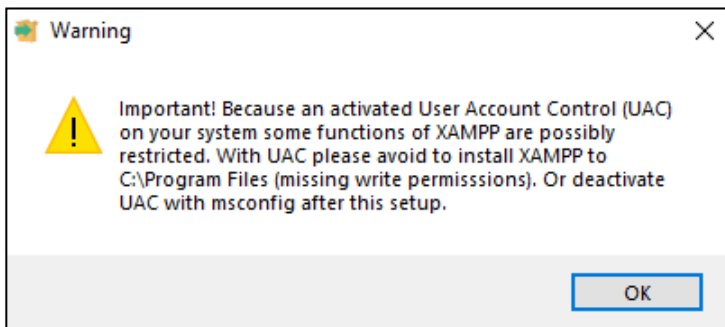 Warning
Important! Because an activated User Account Control (UAC)
on your system some functions of XAMPP are possibly
restricted. With UAC please avoid to install XAMPP to
C:\Program Files (missing write permisssions). Or deactivate
UAC with msconfig after this setup.
OK